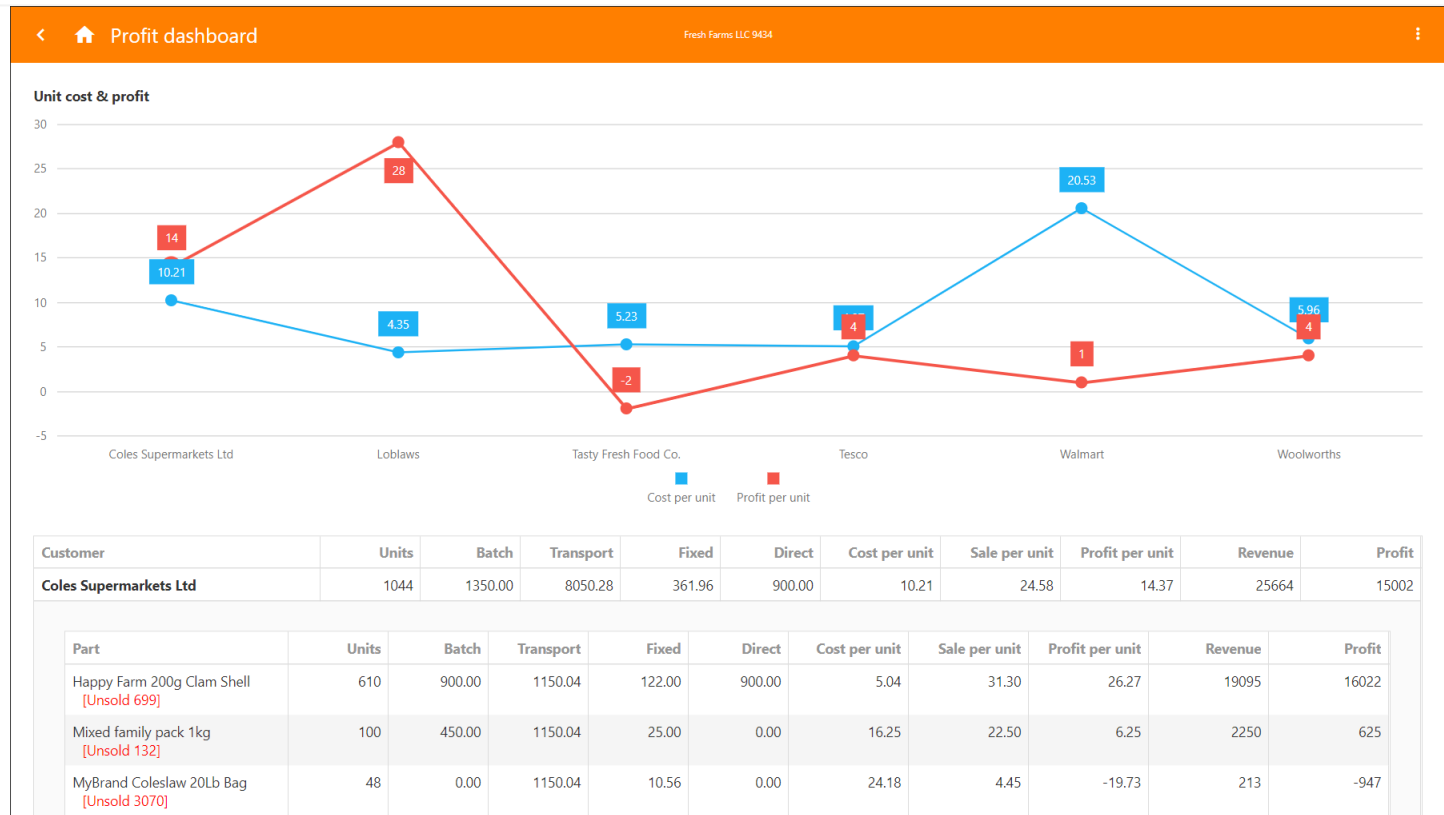 Profit dashboard
Fresh Farms LLC 9434
Unit cost & profit
30
25
20
15
10
5
0
-5
14
10.21
28
4.35
5.23
-2
4
20.53
1
5.96
4
Coles Supermarkets Ltd Loblaws Tasty Fresh Food Co. Tesco Walmart Woolworths
Cost per unit Profit per unit
Customer Units Batch Transport Fixed Direct Cost per unit Sale per unit Profit per unit Revenue Profit
Coles Supermarkets Ltd 1044 1350.00 8050.28 361.96 900.00 10.21 24.58 14.37 25664 15002
Part Units Batch Transport Fixed Direct Cost per unit Sale per unit Profit per unit Revenue Profit
Happy Farm 200g Clam Shell 610 900.00 1150.04 122.00 900.00 5.04 31.30 26.27 19095 16022
[Unsold 699]
Mixed family pack 1kg 100 450.00 1150.04 25.00 0.00 16.25 22.50 6.25 2250 625
[Unsold 132]
MyBrand Coleslaw 20Lb Bag 48 0.00 1150.04 10.56 0.00 24.18 4.45 -19.73 213 -947
[Unsold 3070]